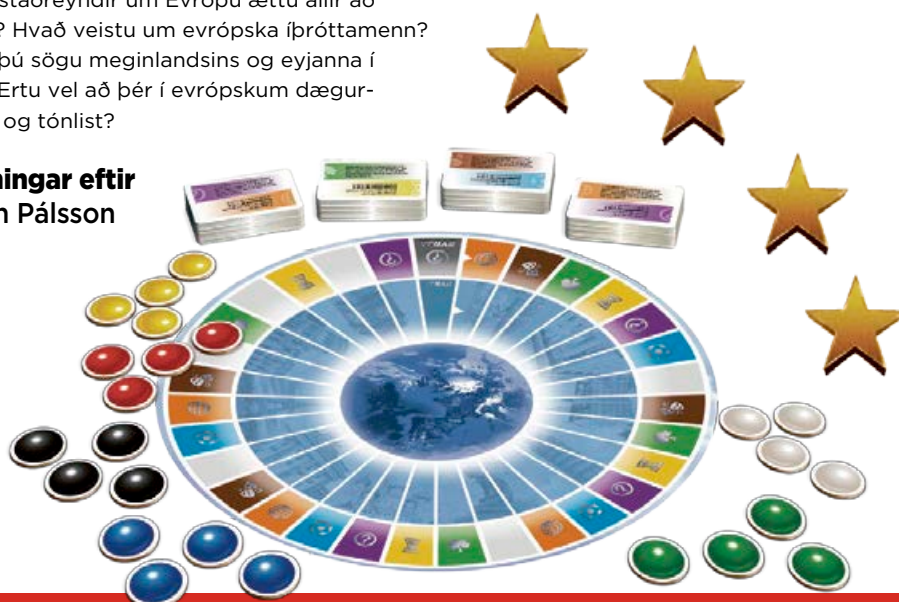 staðreyndir um Evrópu ættu allir að
? Hvað veistu um evrópska íþróttamenn?
þú sögu meginlandsins og eyjanna í
Ertu vel að þér í evrópskum dægur-
og tónlist?
ningar eftir
Pálsson